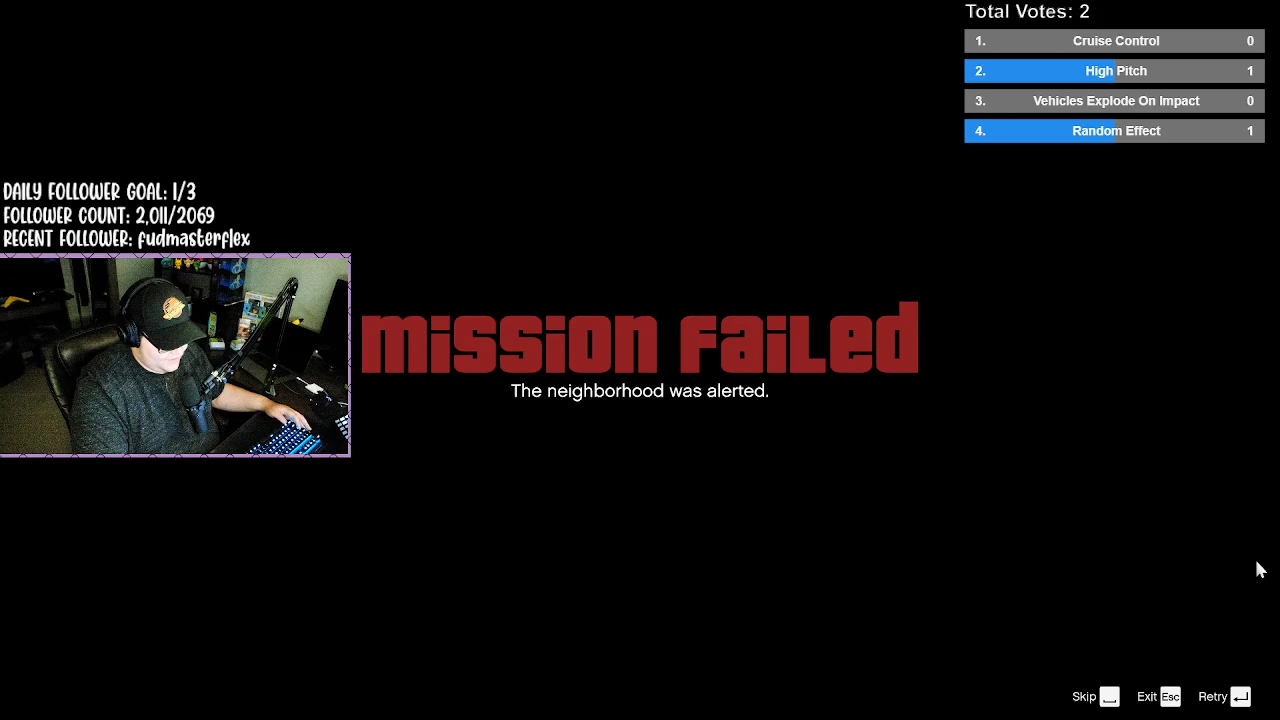 Total Votes: 2
1. Cruise Control 0
2. High Pitch 1
3. Vehicles Explode On Impact 0
4. Random Effect 1
DAILY FOLLOWER GOAL: 1/3
FOLLOWER COUNT: 2,011/2069
RECENT FOLLOWER: fudmasterflex
mission failed
The neighborhood was alerted.
Skip Exit Esc Retry